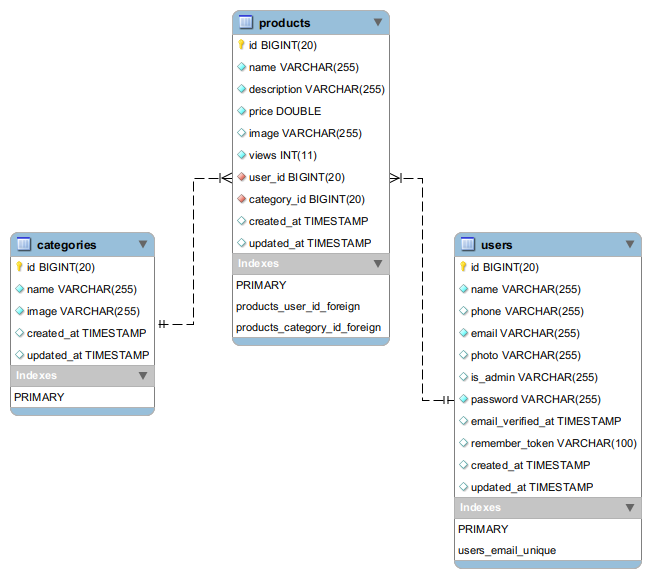 products
id BIGINT(20)
name VARCHAR(255)
description VARCHAR(255)
price DOUBLE
image VARCHAR(255)
views INT(11)
user_id BIGINT(20)
category_id BIGINT(20)
created_at TIMESTAMP
updated_at TIMESTAMP
Indexes
PRIMARY
products_user_id_foreign
products_category_id_foreign
categories
id BIGINT(20)
name VARCHAR(255)
image VARCHAR(255)
created_at TIMESTAMP
updated_at TIMESTAMP
Indexes
PRIMARY
users
id BIGINT(20)
name VARCHAR(255)
phone VARCHAR(255)
email VARCHAR(255)
photo VARCHAR(255)
is_admin VARCHAR(255)
password VARCHAR(255)
email_verified_at TIMESTAMP
remember_token VARCHAR(100)
created_at TIMESTAMP
updated_at TIMESTAMP
Indexes
PRIMARY
users_email_unique